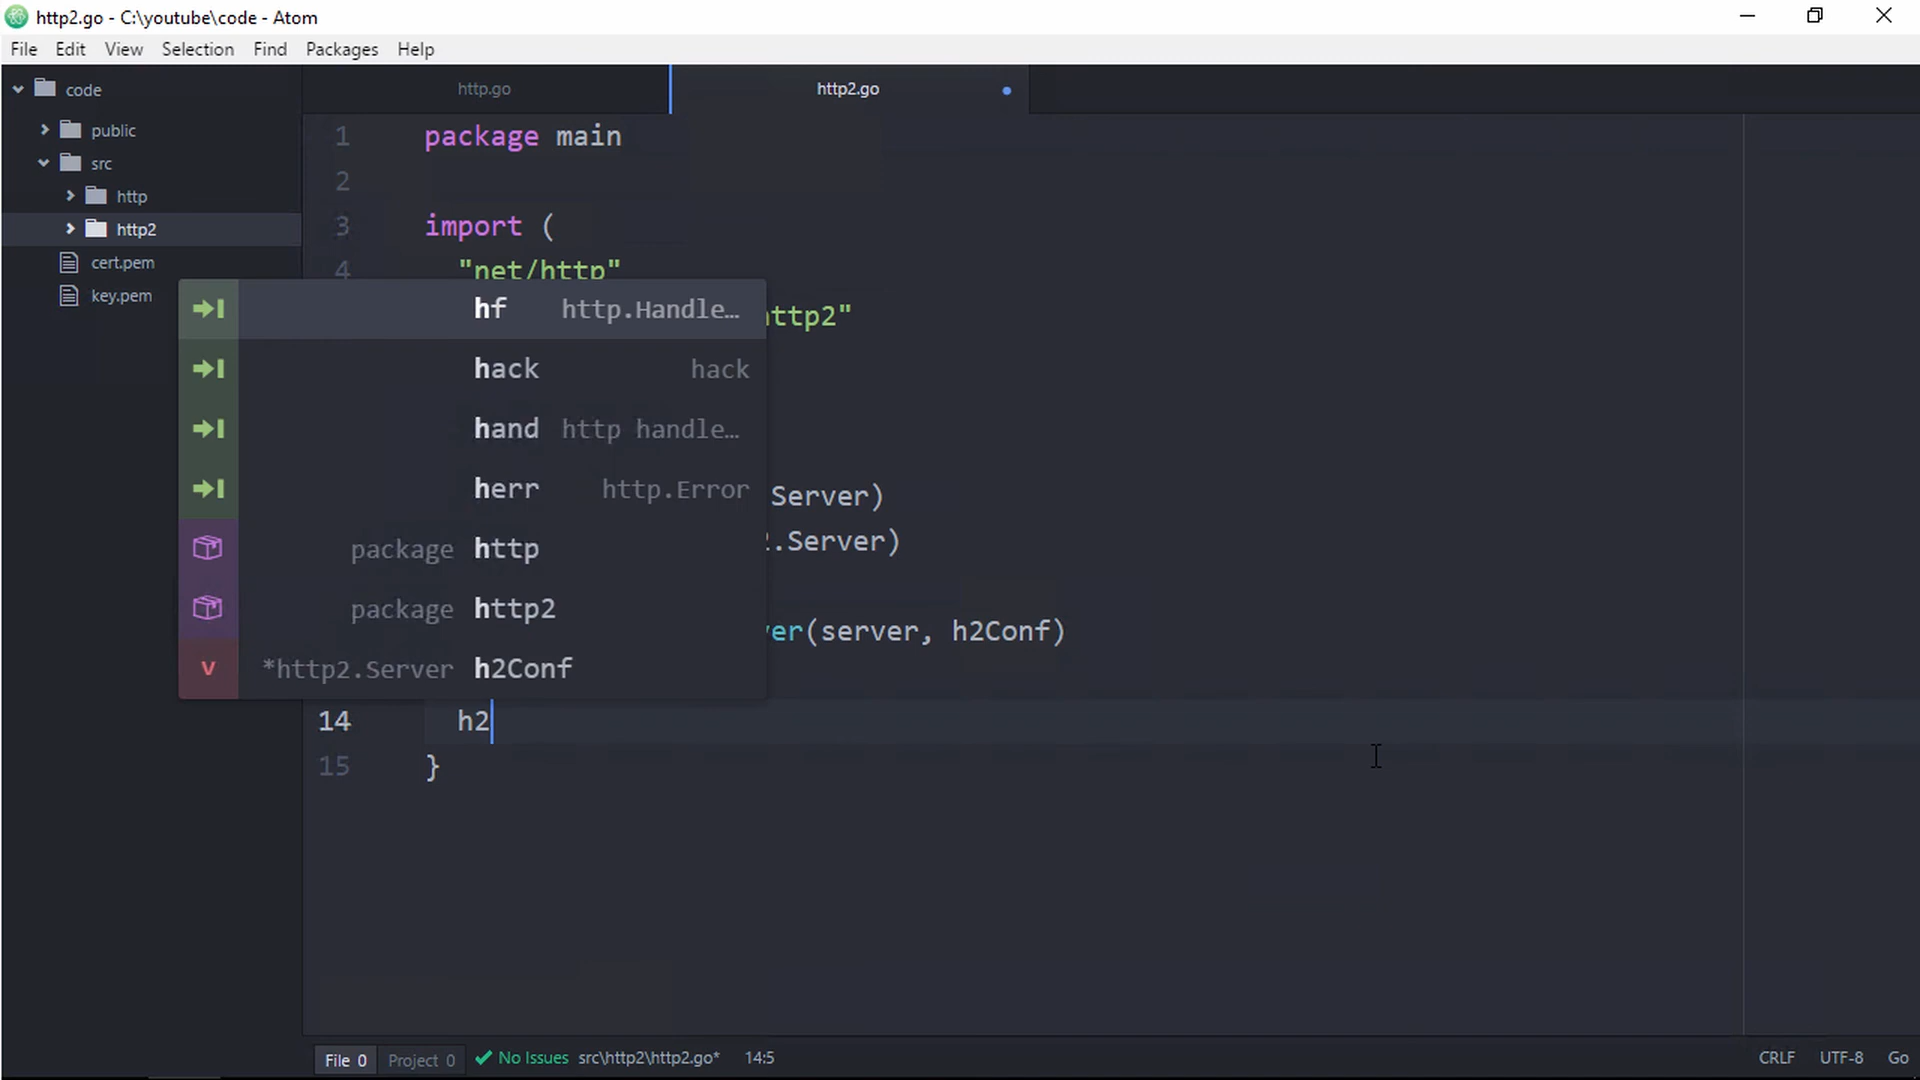 http2.go - C:\youtube\code - Atom
File Edit View Selection Find Packages Help
code
public
src
http
http2
cert.pem
key.pem
http.go
http2.go
1 package main
2
3 import (
4 "net/http"
http2"
Server)
.Server)
er(server, h2Conf)
14 h2
15 }
hf http.Handle…
hack hack
hand http handle…
herr http.Error
package http
package http2
v *http2.Server h2Conf
File 0 Project 0 No Issues src\http2\http2.go* 14:5 CRLF UTF-8 Go